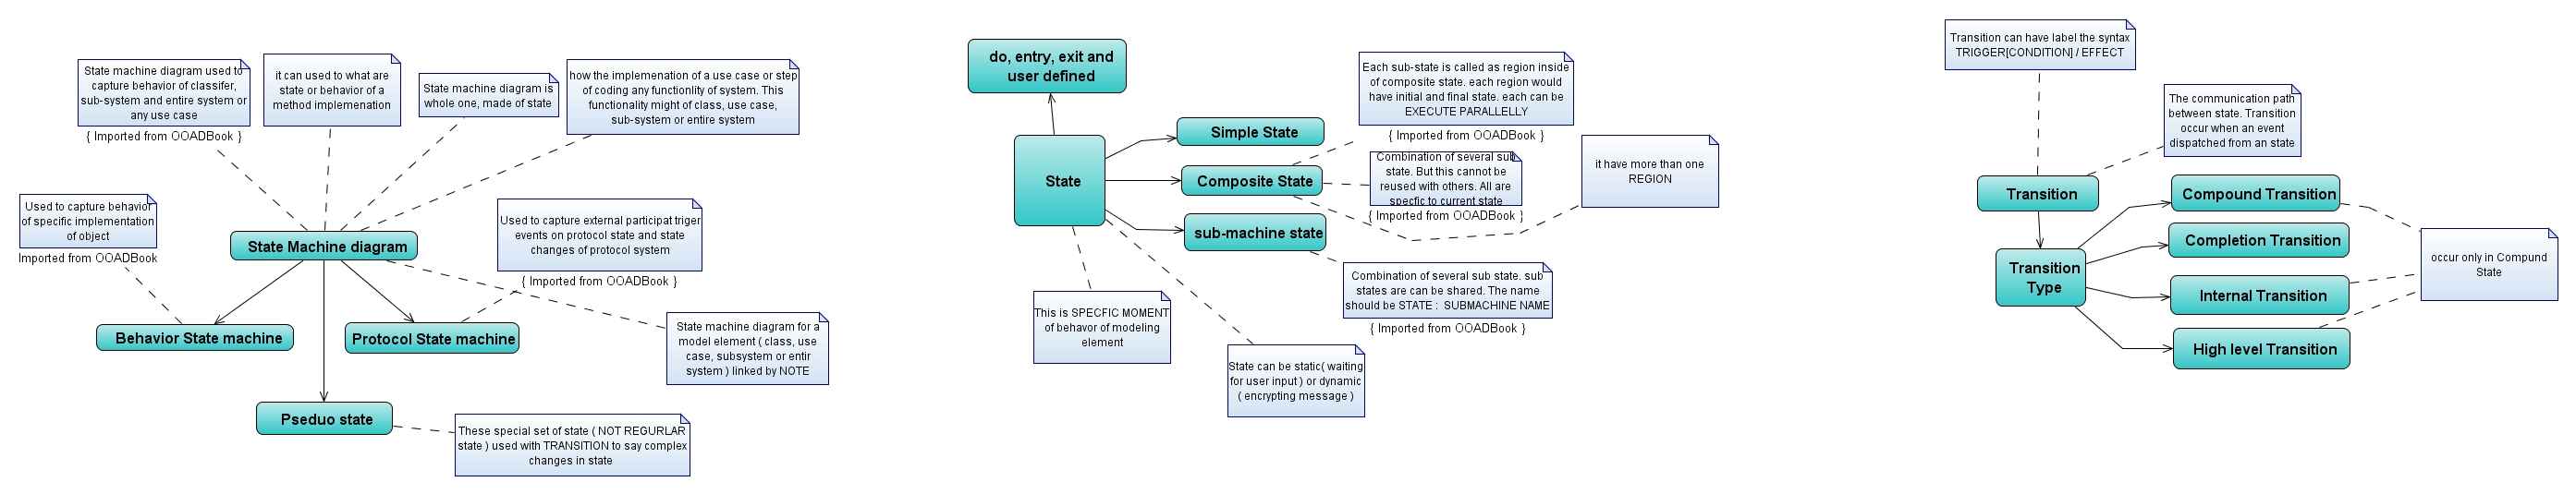 State machine diagram used to
capture behavior of classifer,
sub-system and entire system or
any use case
{ Imported from OOADBook }
it can used to what are
state or behavior of a
method implemenation
State machine diagram is
whole one, made of state
how the implemenation of a use case or step
of coding any functionlity of system. This
functionality might of class, use case,
sub-system or entire system
Used to capture behavior
of specific implementation
of object
Imported from OOADBook
Used to capture external participat triger
events on protocol state and state
changes of protocol system
{ Imported from OOADBook }
State Machine diagram
Behavior State machine
Protocol State machine
State machine diagram for a
model element ( class, use
case, subsystem or entir
system ) linked by NOTE
Pseduo state
These special set of state ( NOT REGURLAR
state ) used with TRANSITION to say complex
changes in state
do, entry, exit and
user defined
State
Simple State
Composite State
sub-machine state
Each sub-state is called as region inside
of composite state. each region would
have initial and final state. each can be
EXECUTE PARALLELLY
{ Imported from OOADBook }
Combination of several sub
state. But this cannot be
reused with others. All are
specfic to current state
{ Imported from OOADBook }
it have more than one
REGION
Combination of several sub state. sub
states are can be shared. The name
should be STATE : SUBMACHINE NAME
{ Imported from OOADBook }
This is SPECFIC MOMENT
of behavor of modeling
element
State can be static( waiting
for user input ) or dynamic
( encrypting message )
Transition can have label the syntax
TRIGGER[CONDITION] / EFFECT
The communication path
between state. Transition
occur when an event
dispatched from an state
Transition
Transition
Type
Compound Transition
Completion Transition
Internal Transition
High level Transition
occur only in Compund
State